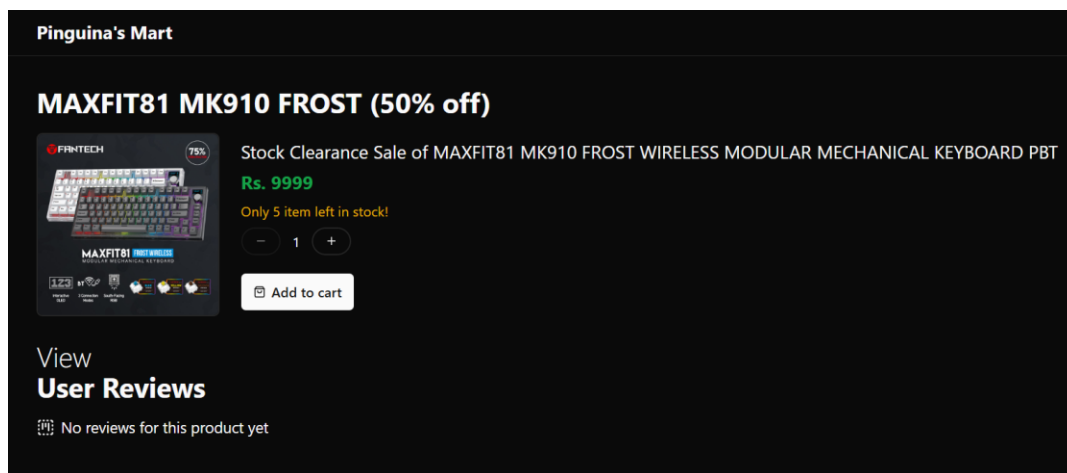 Pinguina's Mart
MAXFIT81 MK910 FROST (50% off)
FANTECH
75%
MAXFIT81 FROST WIRELESS
MODULAR MECHANICAL KEYBOARD
123
BT
Stock Clearance Sale of MAXFIT81 MK910 FROST WIRELESS MODULAR MECHANICAL KEYBOARD PBT
Rs. 9999
Only 5 item left in stock!
− 1 +
Add to cart
View
User Reviews
No reviews for this product yet